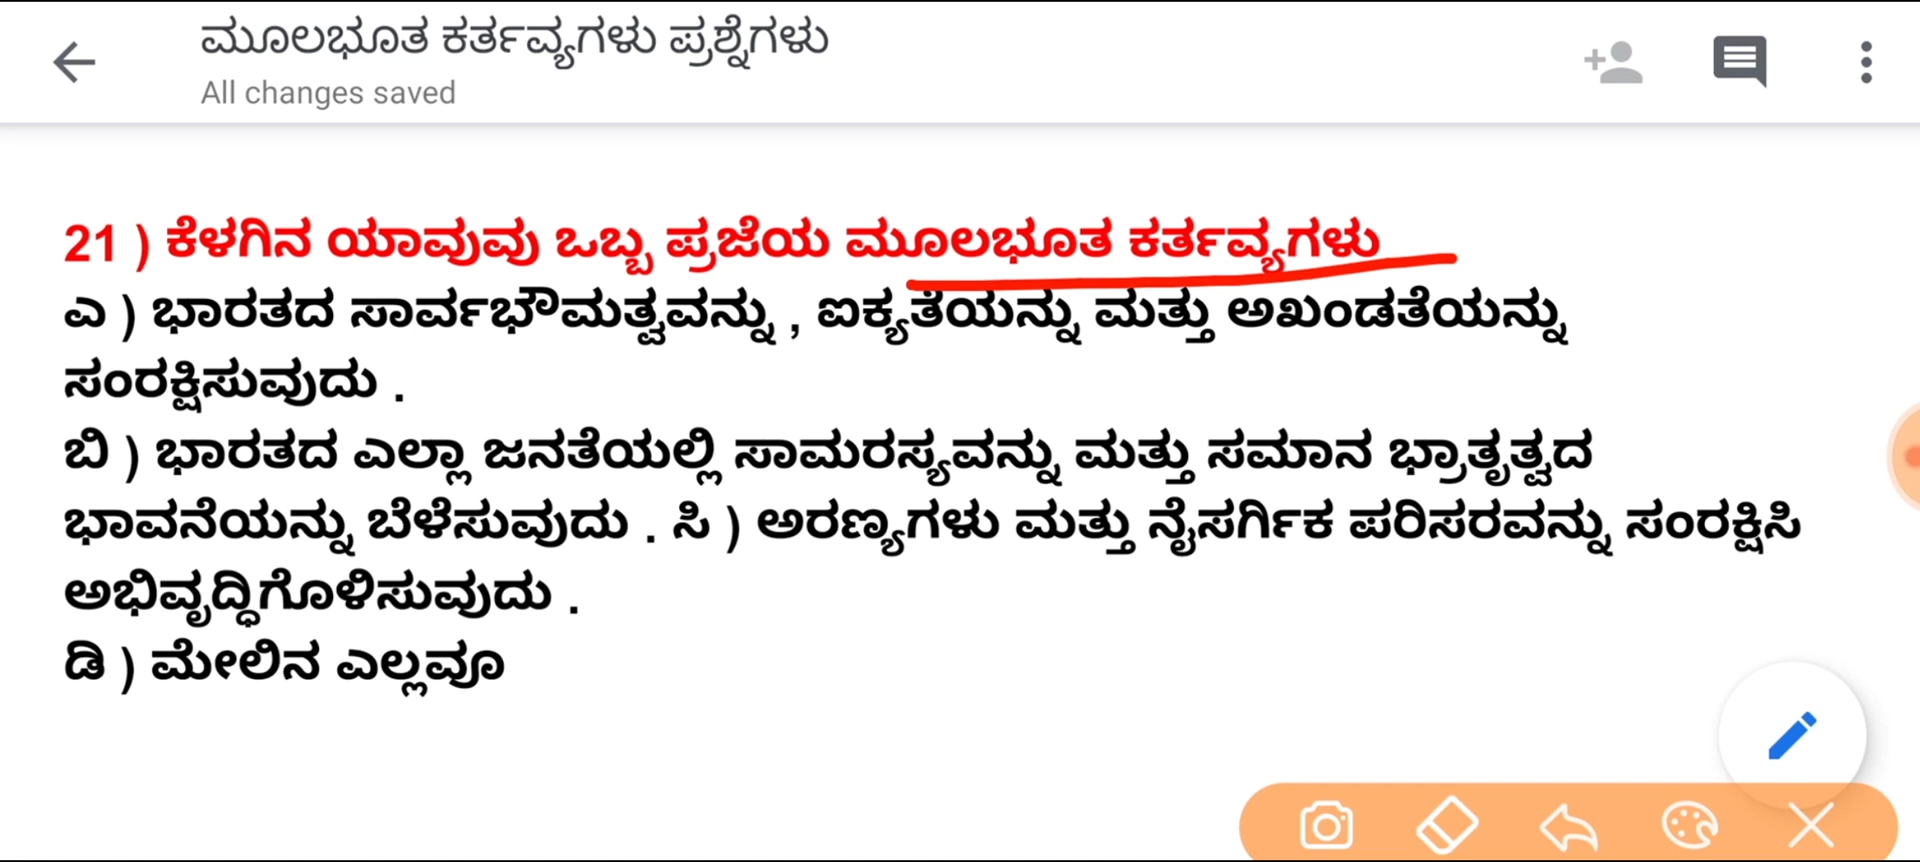 ಮೂಲಭೂತ ಕರ್ತವ್ಯಗಳು ಪ್ರಶ್ನೆಗಳು
All changes saved
21 ) ಕೆಳಗಿನ ಯಾವುವು ಒಬ್ಬ ಪ್ರಜೆಯ ಮೂಲಭೂತ ಕರ್ತವ್ಯಗಳು
ಎ ) ಭಾರತದ ಸಾರ್ವಭೌಮತ್ವವನ್ನು , ಐಕ್ಯತೆಯನ್ನು ಮತ್ತು ಅಖಂಡತೆಯನ್ನು
ಸಂರಕ್ಷಿಸುವುದು .
ಬಿ ) ಭಾರತದ ಎಲ್ಲಾ ಜನತೆಯಲ್ಲಿ ಸಾಮರಸ್ಯವನ್ನು ಮತ್ತು ಸಮಾನ ಭ್ರಾತೃತ್ವದ
ಭಾವನೆಯನ್ನು ಬೆಳೆಸುವುದು . ಸಿ ) ಅರಣ್ಯಗಳು ಮತ್ತು ನೈಸರ್ಗಿಕ ಪರಿಸರವನ್ನು ಸಂರಕ್ಷಿಸಿ
ಅಭಿವೃದ್ಧಿಗೊಳಿಸುವುದು .
ಡಿ ) ಮೇಲಿನ ಎಲ್ಲವೂ